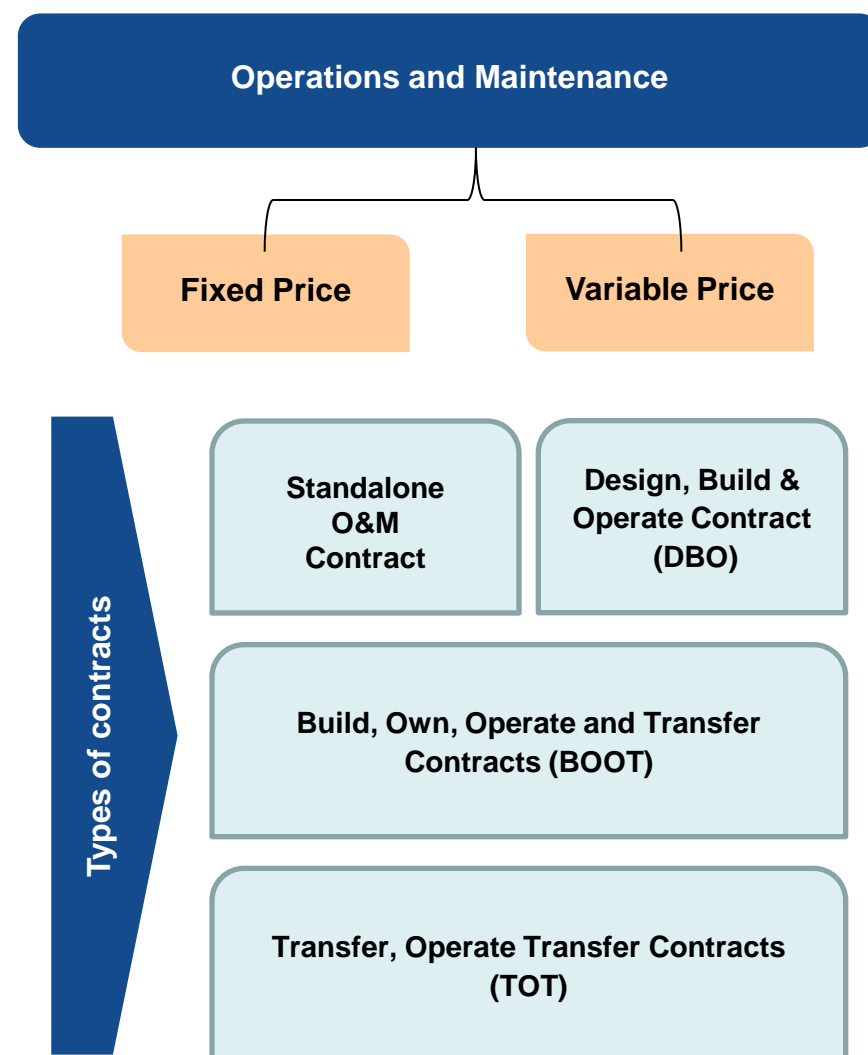 Operations and Maintenance
Fixed Price
Variable Price
Types of contracts
Standalone
O&M
Contract
Design, Build &
Operate Contract
(DBO)
Build, Own, Operate and Transfer
Contracts (BOOT)
Transfer, Operate Transfer Contracts
(TOT)